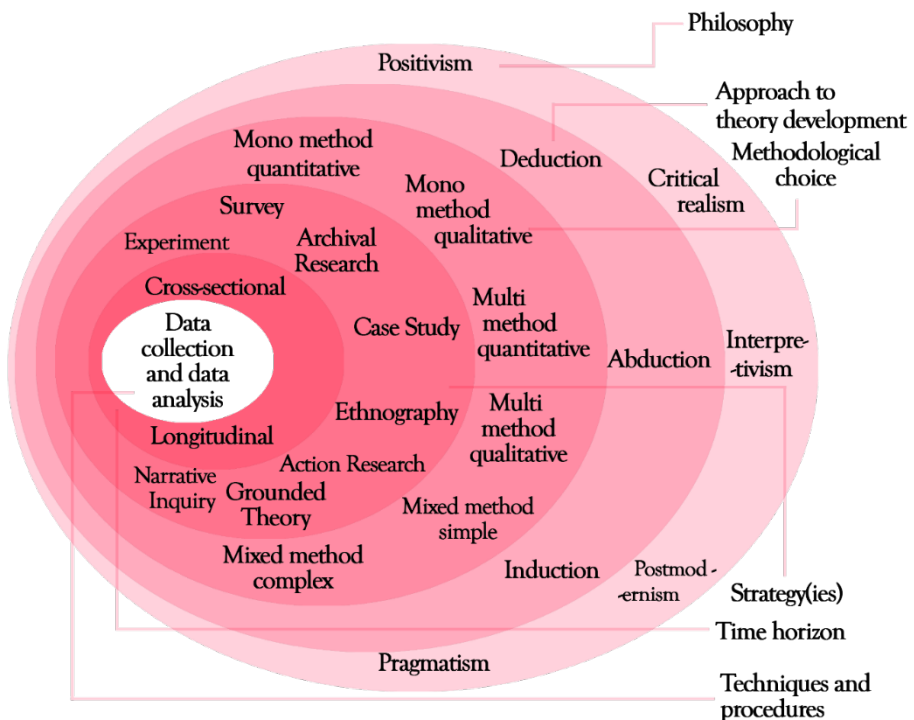 Philosophy
Positivism
Approach to
theory development
Methodological
choice
Mono method
quantitative
Deduction
Critical
realism
Mono
method
qualitative
Survey
Experiment
Archival
Research
Cross-sectional
Data
collection
and data
analysis
Case Study
Multi
method
quantitative
Abduction
Interpre-
-tivism
Ethnography
Multi
method
qualitative
Longitudinal
Action Research
Narrative
Inquiry
Grounded
Theory
Mixed method
simple
Mixed method
complex
Induction
Postmod -
-ernism
Strategy(ies)
Time horizon
Pragmatism
Techniques and
procedures